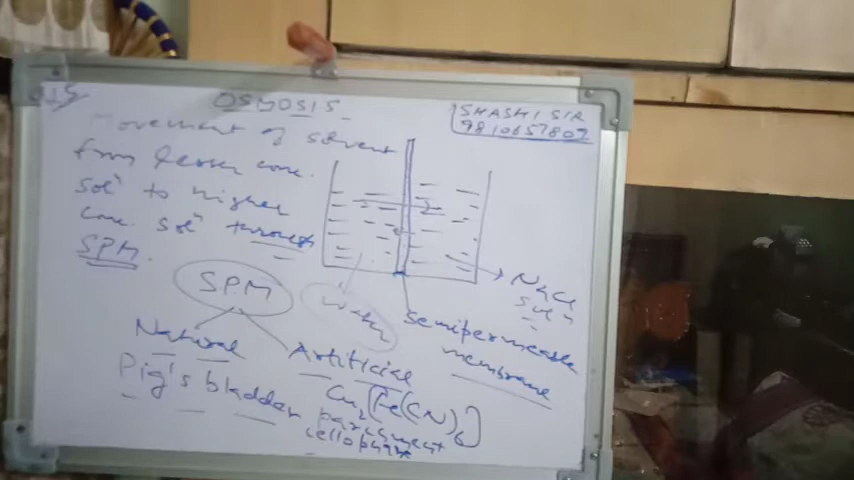 OSMOSIS
SHASHI SIR
9810657802
Movement of solvent
from lesser conc.
solⁿ to higher
conc. solⁿ through
SPM.
NaCl
solⁿ
water
semipermeable
membrane
SPM
Natural
Artificial
Pig's bladder
Cu₂[Fe(CN)₆]
parchment
cellophane